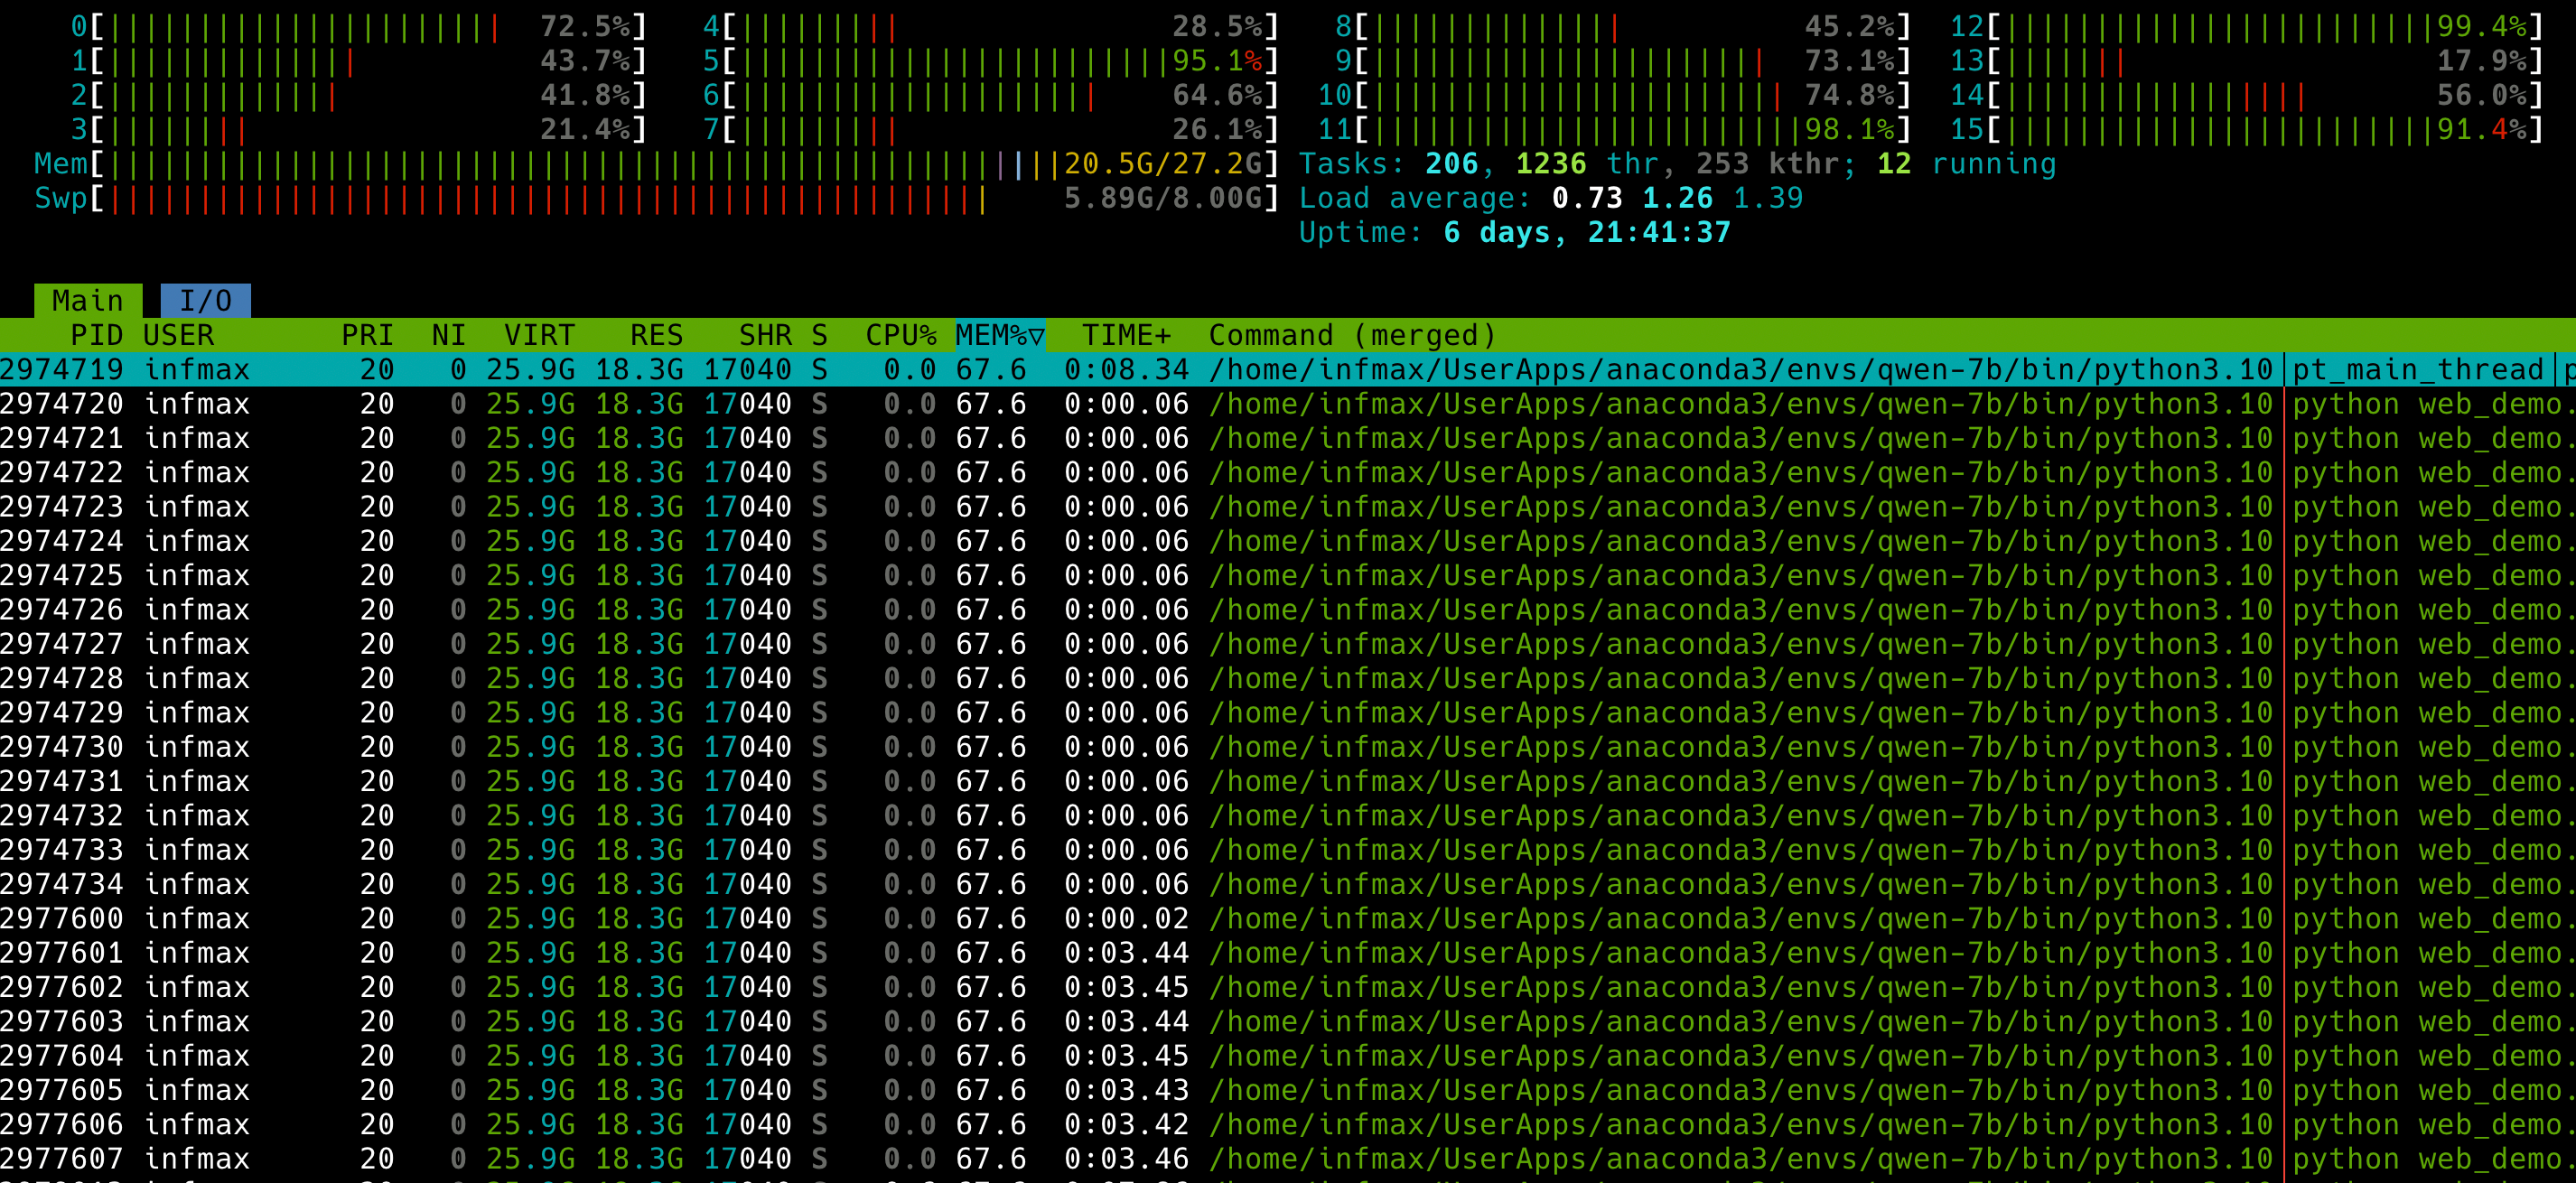 0[ 72.5%] 4[ 28.5%] 8[ 45.2%] 12[ 99.4%]
1[ 43.7%] 5[ 95.1%] 9[ 73.1%] 13[ 17.9%]
2[ 41.8%] 6[ 64.6%] 10[ 74.8%] 14[ 56.0%]
3[ 21.4%] 7[ 26.1%] 11[ 98.1%] 15[ 91.4%]
Mem[ 20.5G/27.2G] Tasks: 206, 1236 thr, 253 kthr; 12 running
Swp[ 5.89G/8.00G] Load average: 0.73 1.26 1.39
Uptime: 6 days, 21:41:37
Main I/O
PID USER PRI NI VIRT RES SHR S CPU% MEM%▽ TIME+ Command (merged)
2974719 infmax 20 0 25.9G 18.3G 17040 S 0.0 67.6 0:08.34 /home/infmax/UserApps/anaconda3/envs/qwen-7b/bin/python3.10 pt_main_thread p
2974720 infmax 20 0 25.9G 18.3G 17040 S 0.0 67.6 0:00.06 /home/infmax/UserApps/anaconda3/envs/qwen-7b/bin/python3.10 python web_demo.
2974721 infmax 20 0 25.9G 18.3G 17040 S 0.0 67.6 0:00.06 /home/infmax/UserApps/anaconda3/envs/qwen-7b/bin/python3.10 python web_demo.
2974722 infmax 20 0 25.9G 18.3G 17040 S 0.0 67.6 0:00.06 /home/infmax/UserApps/anaconda3/envs/qwen-7b/bin/python3.10 python web_demo.
2974723 infmax 20 0 25.9G 18.3G 17040 S 0.0 67.6 0:00.06 /home/infmax/UserApps/anaconda3/envs/qwen-7b/bin/python3.10 python web_demo.
2974724 infmax 20 0 25.9G 18.3G 17040 S 0.0 67.6 0:00.06 /home/infmax/UserApps/anaconda3/envs/qwen-7b/bin/python3.10 python web_demo.
2974725 infmax 20 0 25.9G 18.3G 17040 S 0.0 67.6 0:00.06 /home/infmax/UserApps/anaconda3/envs/qwen-7b/bin/python3.10 python web_demo.
2974726 infmax 20 0 25.9G 18.3G 17040 S 0.0 67.6 0:00.06 /home/infmax/UserApps/anaconda3/envs/qwen-7b/bin/python3.10 python web_demo.
2974727 infmax 20 0 25.9G 18.3G 17040 S 0.0 67.6 0:00.06 /home/infmax/UserApps/anaconda3/envs/qwen-7b/bin/python3.10 python web_demo.
2974728 infmax 20 0 25.9G 18.3G 17040 S 0.0 67.6 0:00.06 /home/infmax/UserApps/anaconda3/envs/qwen-7b/bin/python3.10 python web_demo.
2974729 infmax 20 0 25.9G 18.3G 17040 S 0.0 67.6 0:00.06 /home/infmax/UserApps/anaconda3/envs/qwen-7b/bin/python3.10 python web_demo.
2974730 infmax 20 0 25.9G 18.3G 17040 S 0.0 67.6 0:00.06 /home/infmax/UserApps/anaconda3/envs/qwen-7b/bin/python3.10 python web_demo.
2974731 infmax 20 0 25.9G 18.3G 17040 S 0.0 67.6 0:00.06 /home/infmax/UserApps/anaconda3/envs/qwen-7b/bin/python3.10 python web_demo.
2974732 infmax 20 0 25.9G 18.3G 17040 S 0.0 67.6 0:00.06 /home/infmax/UserApps/anaconda3/envs/qwen-7b/bin/python3.10 python web_demo.
2974733 infmax 20 0 25.9G 18.3G 17040 S 0.0 67.6 0:00.06 /home/infmax/UserApps/anaconda3/envs/qwen-7b/bin/python3.10 python web_demo.
2974734 infmax 20 0 25.9G 18.3G 17040 S 0.0 67.6 0:00.06 /home/infmax/UserApps/anaconda3/envs/qwen-7b/bin/python3.10 python web_demo.
2977600 infmax 20 0 25.9G 18.3G 17040 S 0.0 67.6 0:00.02 /home/infmax/UserApps/anaconda3/envs/qwen-7b/bin/python3.10 python web_demo.
2977601 infmax 20 0 25.9G 18.3G 17040 S 0.0 67.6 0:03.44 /home/infmax/UserApps/anaconda3/envs/qwen-7b/bin/python3.10 python web_demo.
2977602 infmax 20 0 25.9G 18.3G 17040 S 0.0 67.6 0:03.45 /home/infmax/UserApps/anaconda3/envs/qwen-7b/bin/python3.10 python web_demo.
2977603 infmax 20 0 25.9G 18.3G 17040 S 0.0 67.6 0:03.44 /home/infmax/UserApps/anaconda3/envs/qwen-7b/bin/python3.10 python web_demo.
2977604 infmax 20 0 25.9G 18.3G 17040 S 0.0 67.6 0:03.45 /home/infmax/UserApps/anaconda3/envs/qwen-7b/bin/python3.10 python web_demo.
2977605 infmax 20 0 25.9G 18.3G 17040 S 0.0 67.6 0:03.43 /home/infmax/UserApps/anaconda3/envs/qwen-7b/bin/python3.10 python web_demo.
2977606 infmax 20 0 25.9G 18.3G 17040 S 0.0 67.6 0:03.42 /home/infmax/UserApps/anaconda3/envs/qwen-7b/bin/python3.10 python web_demo.
2977607 infmax 20 0 25.9G 18.3G 17040 S 0.0 67.6 0:03.46 /home/infmax/UserApps/anaconda3/envs/qwen-7b/bin/python3.10 python web_demo.